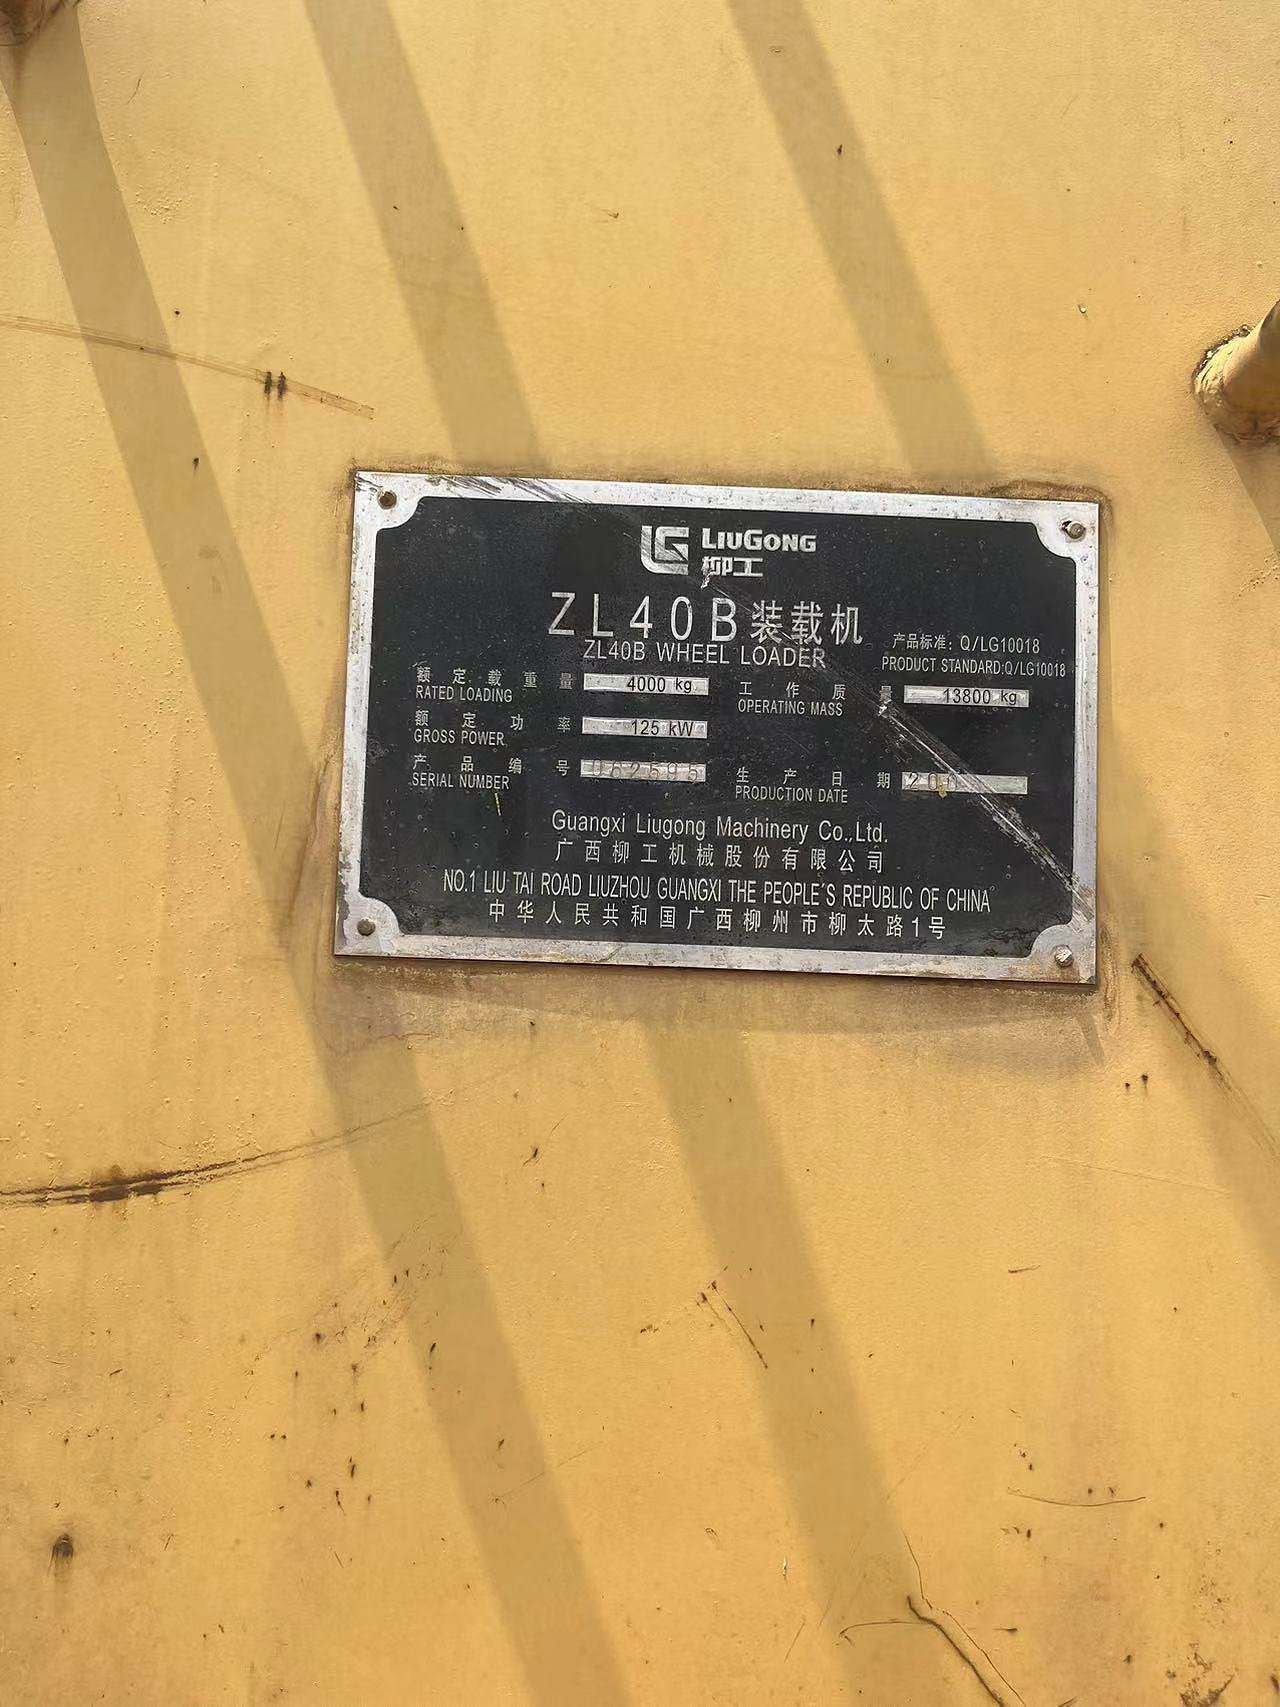 LG LIUGONG
柳工
ZL40B装载机
ZL40B WHEEL LOADER
产品标准：Q/LG10018
PRODUCT STANDARD:Q/LG10018
额定载重量 4000 kg
RATED LOADING
工作质量 13800 kg
OPERATING MASS
额定功率 125 kW
GROSS POWER
产品编号
SERIAL NUMBER
生产日期
PRODUCTION DATE
Guangxi Liugong Machinery Co.,Ltd.
广西柳工机械股份有限公司
NO.1 LIU TAI ROAD LIUZHOU GUANGXI THE PEOPLE'S REPUBLIC OF CHINA
中华人民共和国广西柳州市柳太路1号